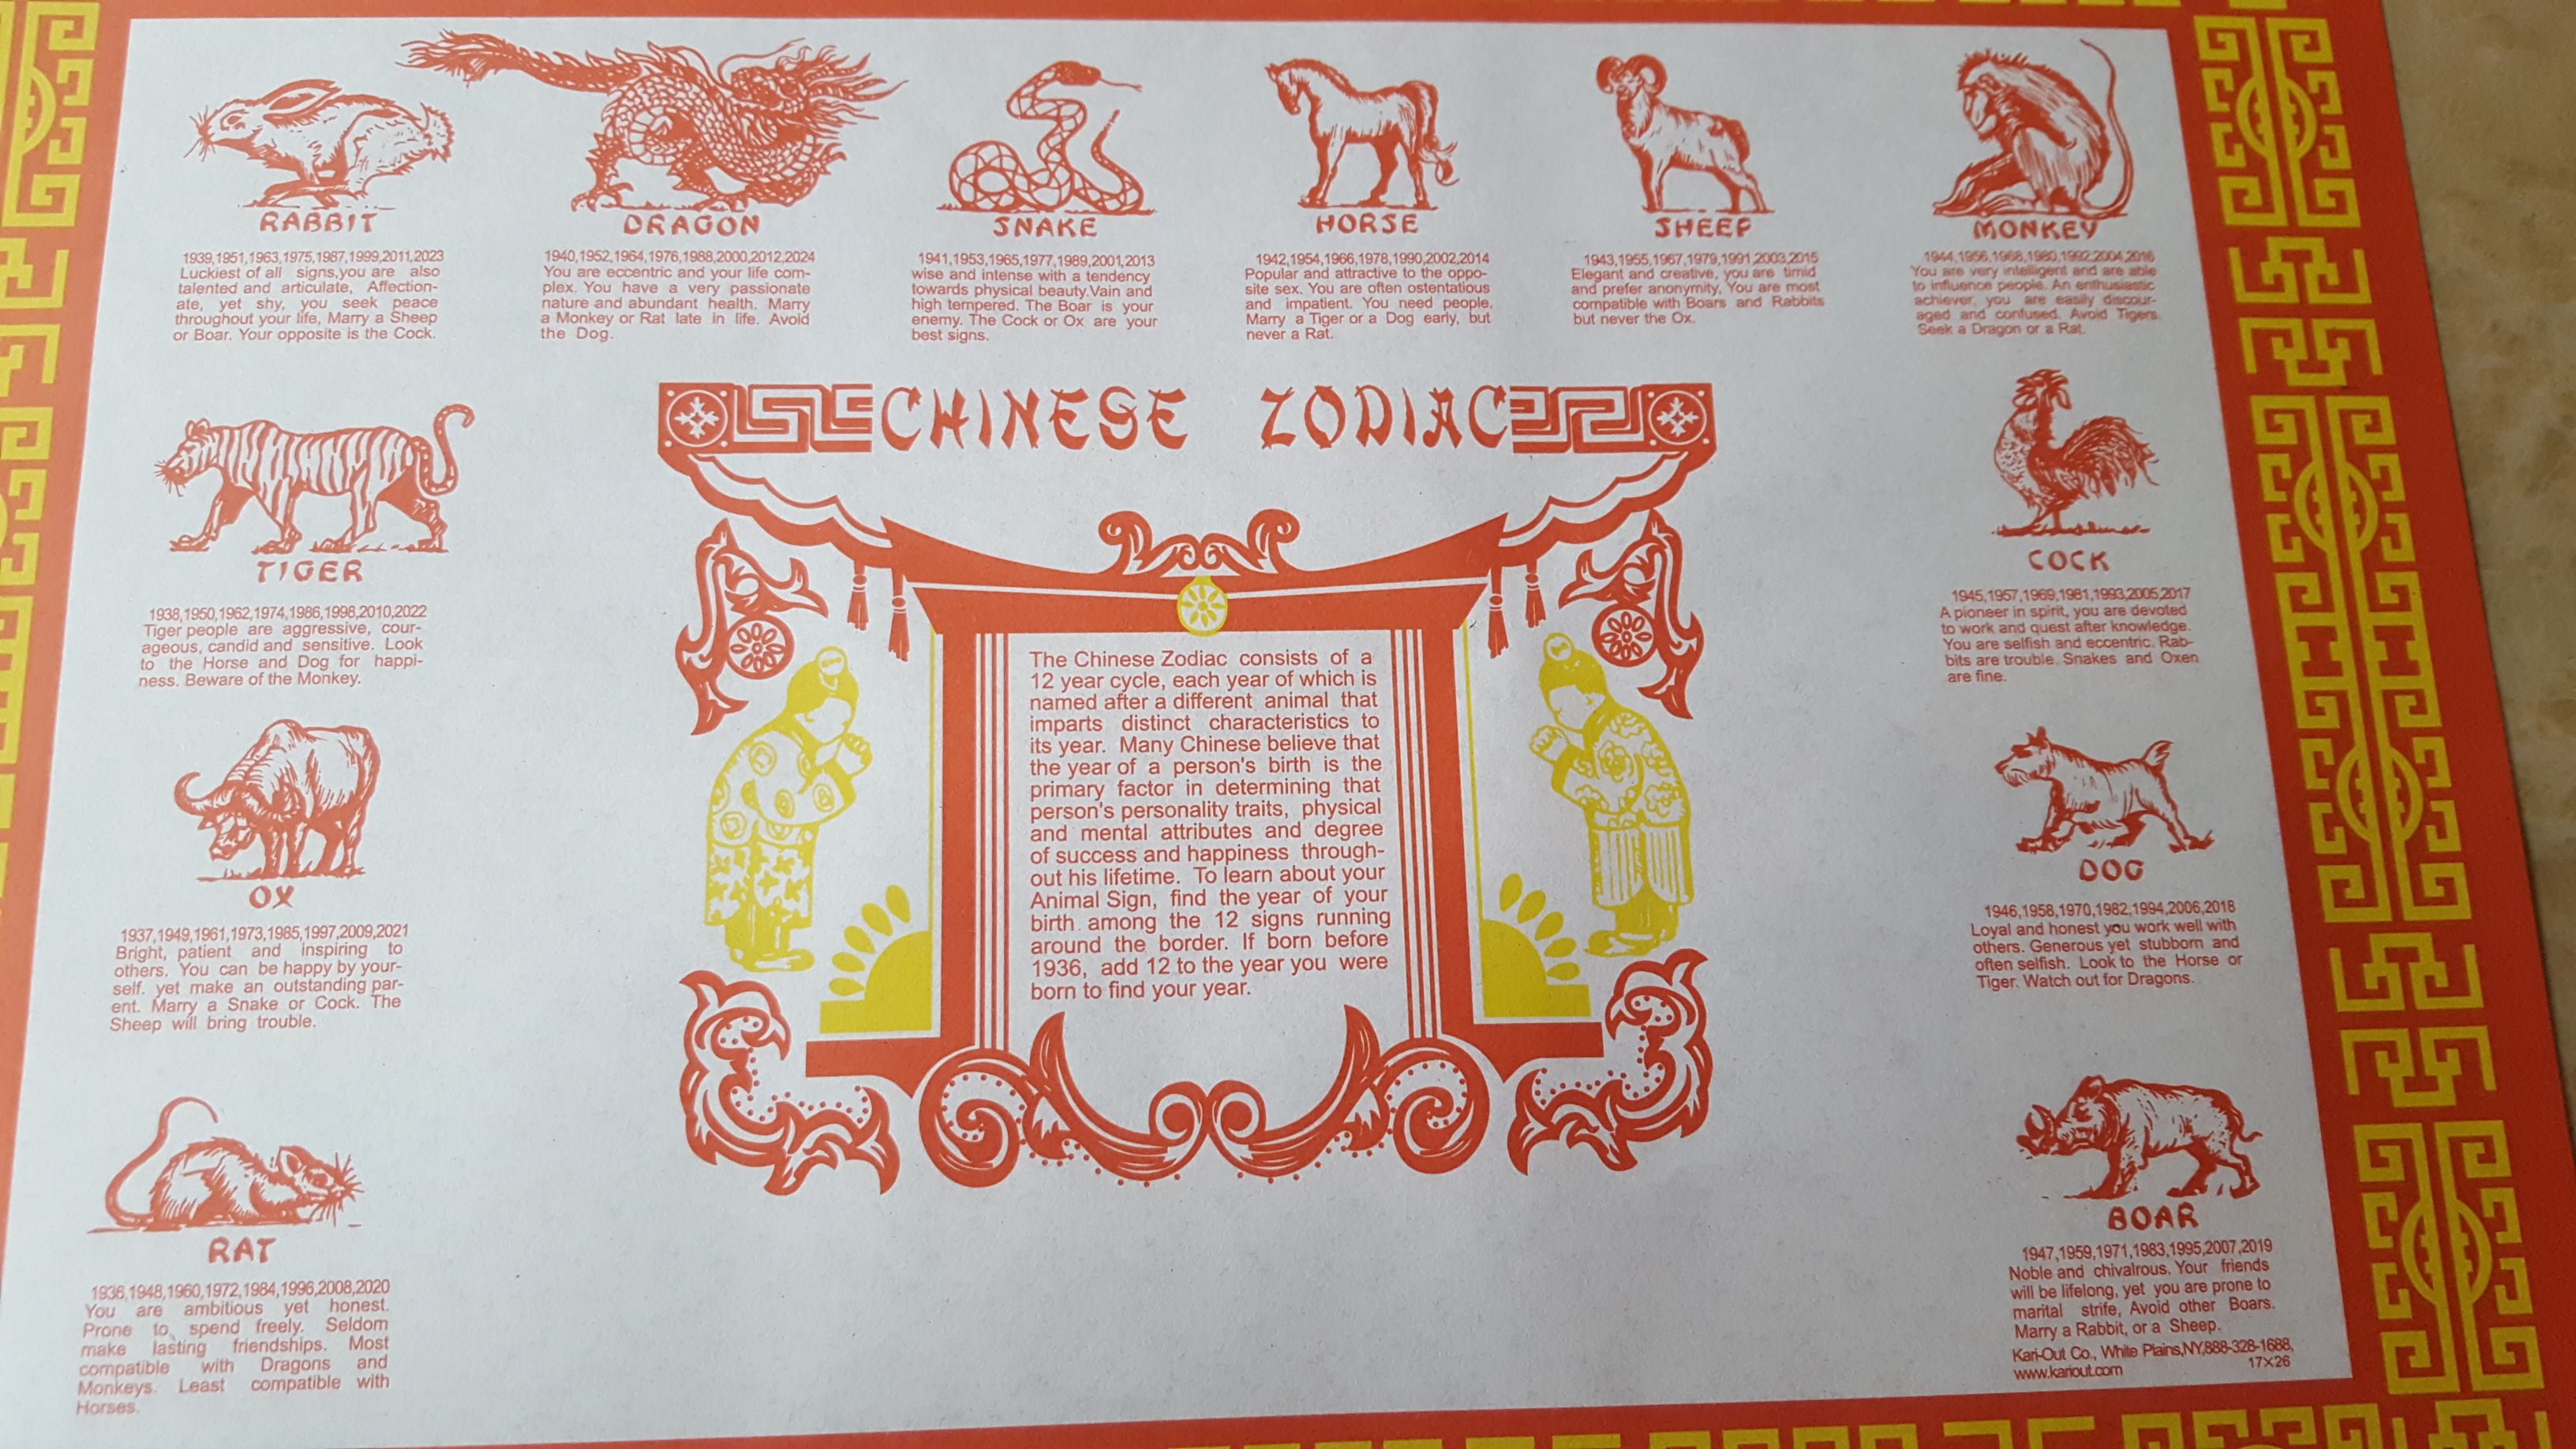 RABBIT
1939,1951,1963,1975,1987,1999,2011,2023
Luckiest of all signs,you are also
talented and articulate, Affection-
ate, yet shy, you seek peace
throughout your life, Marry a Sheep
or Boar. Your opposite is the Cock.
DRAGON
1940,1952,1964,1976,1988,2000,2012,2024
You are eccentric and your life com-
plex. You have a very passionate
nature and abundant health. Marry
a Monkey or Rat late in life. Avoid
the Dog.
SNAKE
1941,1953,1965,1977,1989,2001,2013
wise and intense with a tendency
towards physical beauty.Vain and
high tempered. The Boar is your
enemy. The Cock or Ox are your
best signs.
HORSE
1942,1954,1966,1978,1990,2002,2014
Popular and attractive to the oppo-
site sex. You are often ostentatious
and impatient. You need people.
Marry a Tiger or a Dog early, but
never a Rat.
SHEEP
1943,1955,1967,1979,1991,2003,2015
Elegant and creative, you are timid
and prefer anonymity, You are most
compatible with Boars and Rabbits
but never the Ox.
MONKEY
1944,1956,1968,1980,1992,2004,2016
You are very intelligent and are able
to influence people. An enthusiastic
achiever, you are easily discour-
aged and confused. Avoid Tigers.
Seek a Dragon or a Rat.
TIGER
1938,1950,1962,1974,1986,1998,2010,2022
Tiger people are aggressive, cour-
ageous, candid and sensitive. Look
to the Horse and Dog for happi-
ness. Beware of the Monkey.
OX
1937,1949,1961,1973,1985,1997,2009,2021
Bright, patient and inspiring to
others. You can be happy by your-
self. yet make an outstanding par-
ent. Marry a Snake or Cock. The
Sheep will bring trouble.
RAT
1936,1948,1960,1972,1984,1996,2008,2020
You are ambitious yet honest.
Prone to spend freely. Seldom
make lasting friendships. Most
compatible with Dragons and
Monkeys. Least compatible with
Horses.
CHINESE ZODIAC
The Chinese Zodiac consists of a
12 year cycle, each year of which is
named after a different animal that
imparts distinct characteristics to
its year. Many Chinese believe that
the year of a person's birth is the
primary factor in determining that
person's personality traits, physical
and mental attributes and degree
of success and happiness through-
out his lifetime. To learn about your
Animal Sign, find the year of your
birth among the 12 signs running
around the border. If born before
1936, add 12 to the year you were
born to find your year.
COCK
1945,1957,1969,1981,1993,2005,2017
A pioneer in spirit, you are devoted
to work and quest after knowledge.
You are selfish and eccentric. Rab-
bits are trouble. Snakes and Oxen
are fine.
DOG
1946,1958,1970,1982,1994,2006,2018
Loyal and honest you work well with
others. Generous yet stubborn and
often selfish. Look to the Horse or
Tiger. Watch out for Dragons.
BOAR
1947,1959,1971,1983,1995,2007,2019
Noble and chivalrous. Your friends
will be lifelong, yet you are prone to
marital strife, Avoid other Boars.
Marry a Rabbit, or a Sheep.
Kari-Out Co., White Plains,NY,888-328-1688,
www.kariout.com 17X26